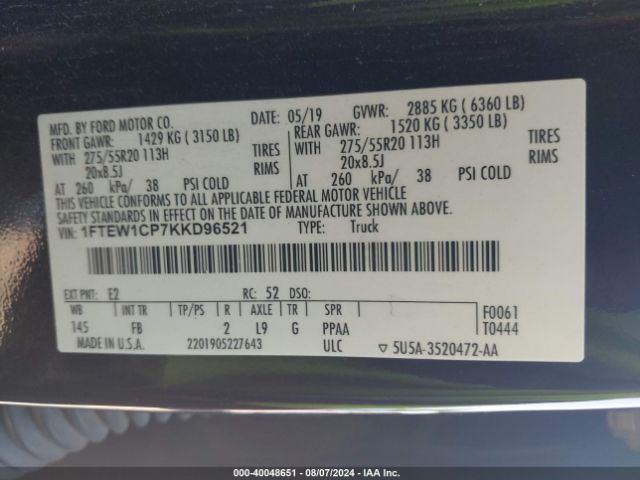 MFD. BY FORD MOTOR CO.
DATE: 05/19 GVWR: 2885 KG ( 6360 LB)
FRONT GAWR: 1429 KG ( 3150 LB) REAR GAWR: 1520 KG ( 3350 LB)
WITH 275/55R20 113H TIRES WITH 275/55R20 113H TIRES
20x8.5J RIMS 20x8.5J RIMS
AT 260 kPa/ 38 PSI COLD AT 260 kPa/ 38 PSI COLD
THIS VEHICLE CONFORMS TO ALL APPLICABLE FEDERAL MOTOR VEHICLE
SAFETY STANDARDS IN EFFECT ON THE DATE OF MANUFACTURE SHOWN ABOVE.
VIN: 1FTEW1CP7KKD96521 TYPE: Truck
EXT PNT: E2 RC: 52 DSO:
WB INT TR TP/PS R AXLE TR SPR F0061
145 FB 2 L9 G PPAA T0444
MADE IN U.S.A. 2201905227643 ULC ▽ 5U5A-3520472-AA
000-40048651 - 08/07/2024 - IAA Inc.